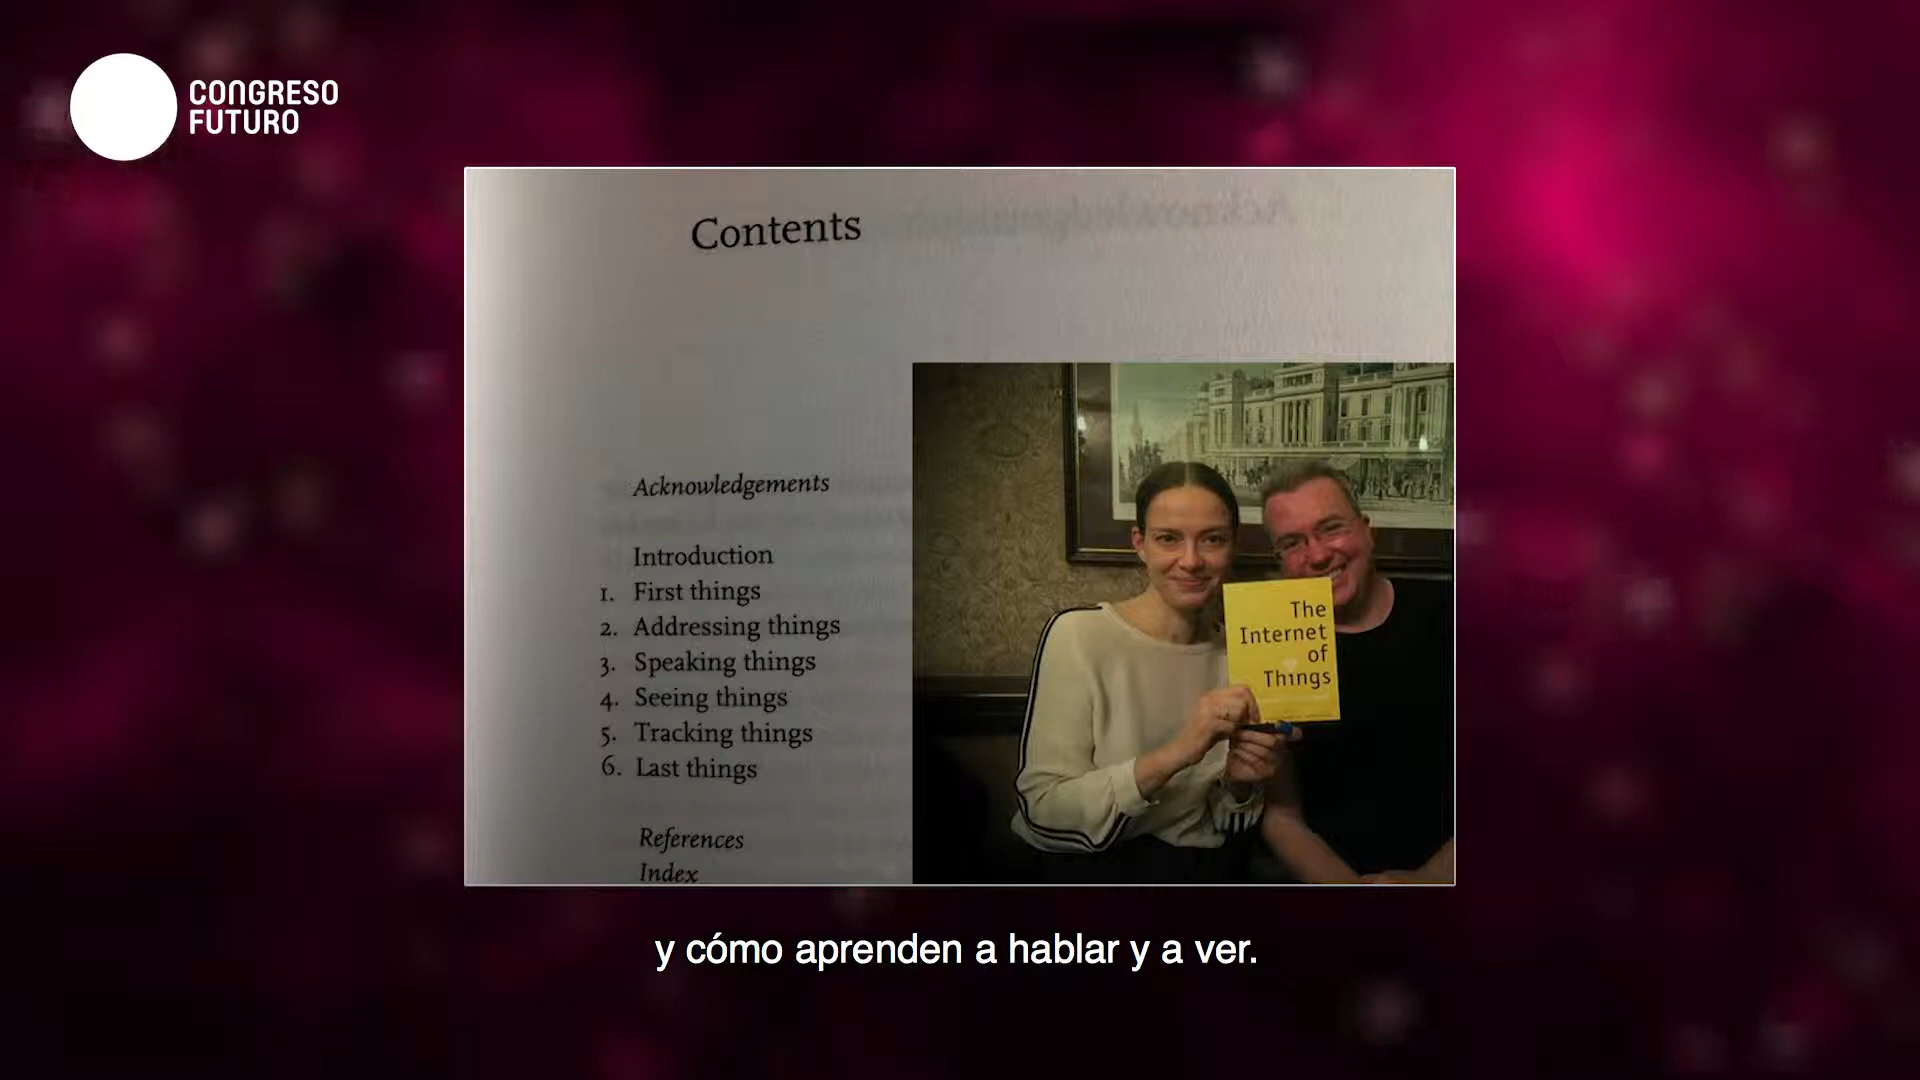 CONGRESO
FUTURO
Contents
Acknowledgements
Introduction
1. First things
2. Addressing things
3. Speaking things
4. Seeing things
5. Tracking things
6. Last things
References
Index
The
Internet
of
Things
y cómo aprenden a hablar y a ver.